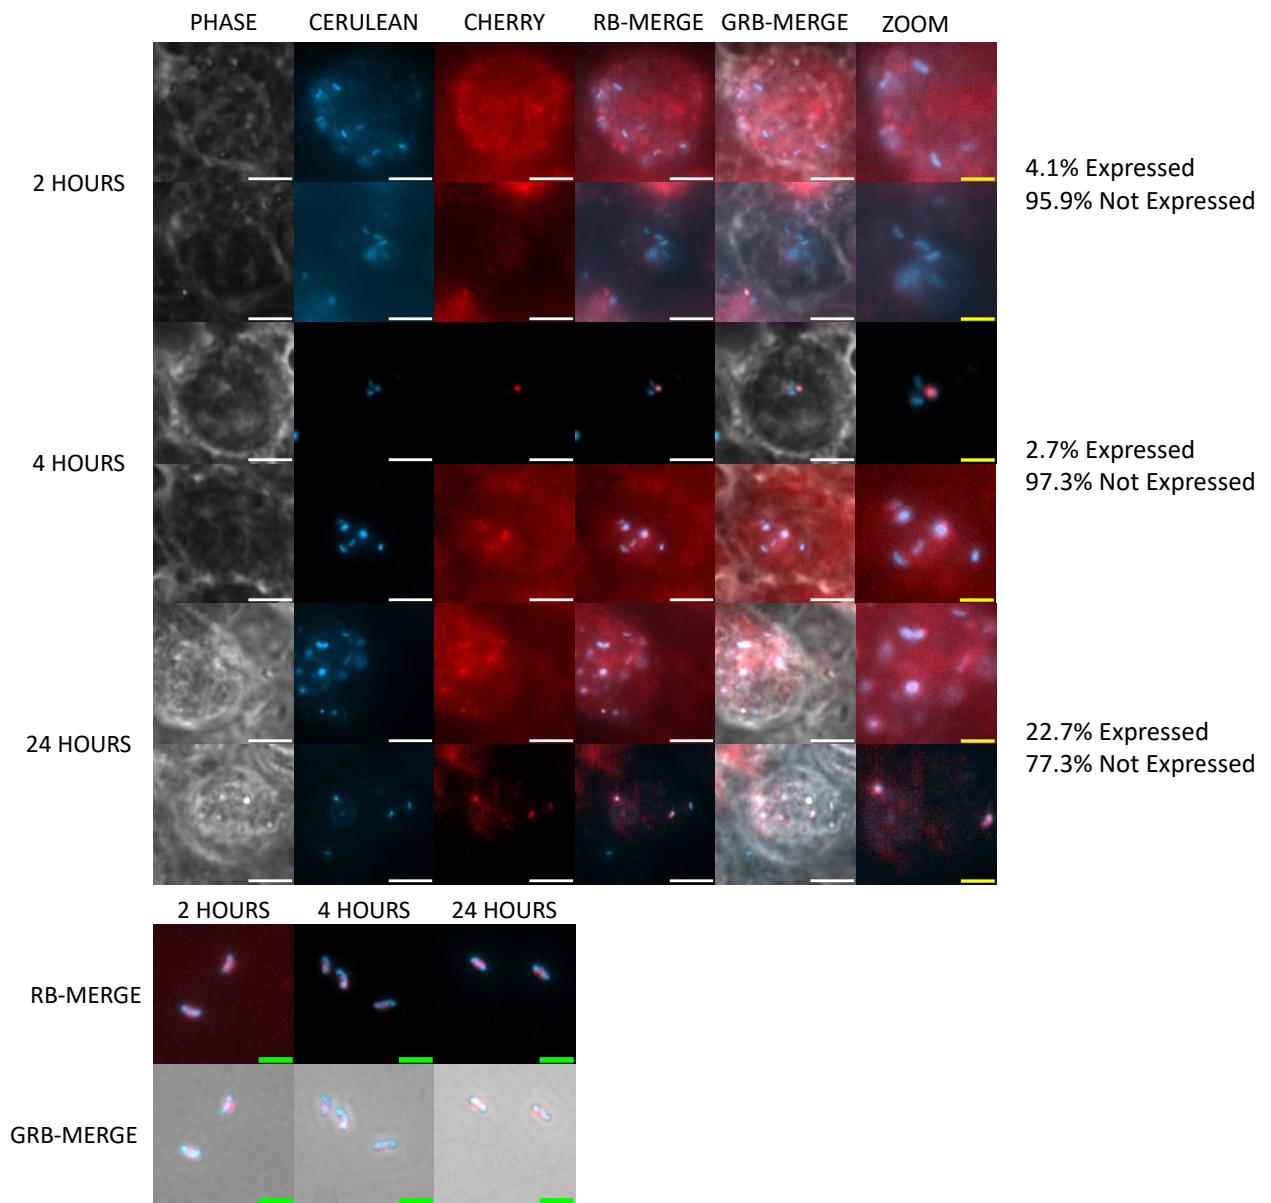 PHASE CERULEAN CHERRY RB-MERGE GRB-MERGE ZOOM
2 HOURS
4.1% Expressed
95.9% Not Expressed
4 HOURS
2.7% Expressed
97.3% Not Expressed
24 HOURS
22.7% Expressed
77.3% Not Expressed
2 HOURS 4 HOURS 24 HOURS
RB-MERGE
GRB-MERGE